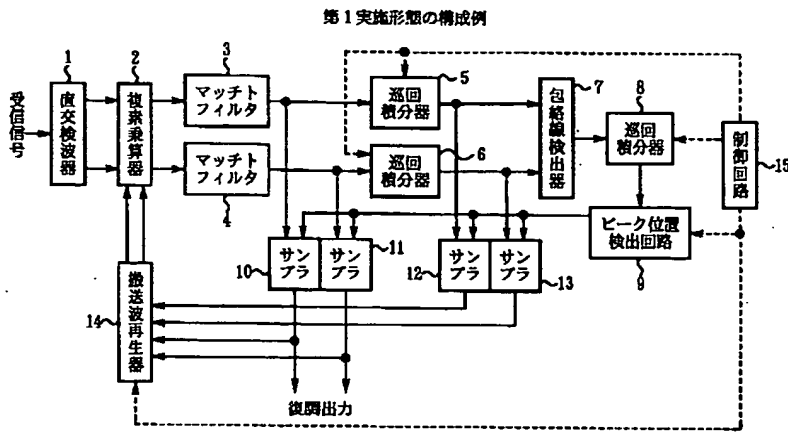 第1実施形態の構成例
1
2
3
4
5
6
7
8
9
10
11
12
13
14
15
受信信号
直交検波器
複素乗算器
マッチト
フィルタ
マッチト
フィルタ
巡回
積分器
巡回
積分器
包絡線検出器
巡回
積分器
制御回路
ピーク位置
検出回路
サン
プラ
サン
プラ
サン
プラ
サン
プラ
搬送波再生器
復調出力